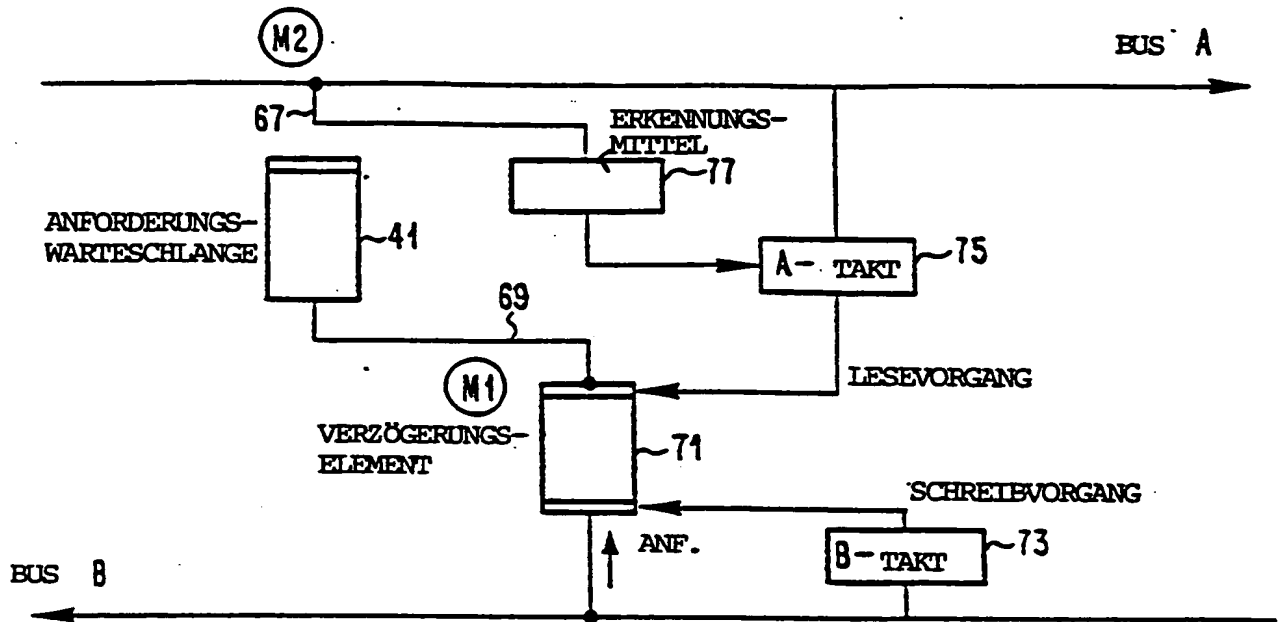 M2
BUS A
67
ERKENNUNGS-
MITTEL
77
ANFORDERUNGS-
WARTESCHLANGE
41
A- TAKT
75
69
LESEVORGANG
M1
VERZÖGERUNGS-
ELEMENT
71
SCHREIBVORGANG
ANF.
B- TAKT
73
BUS B